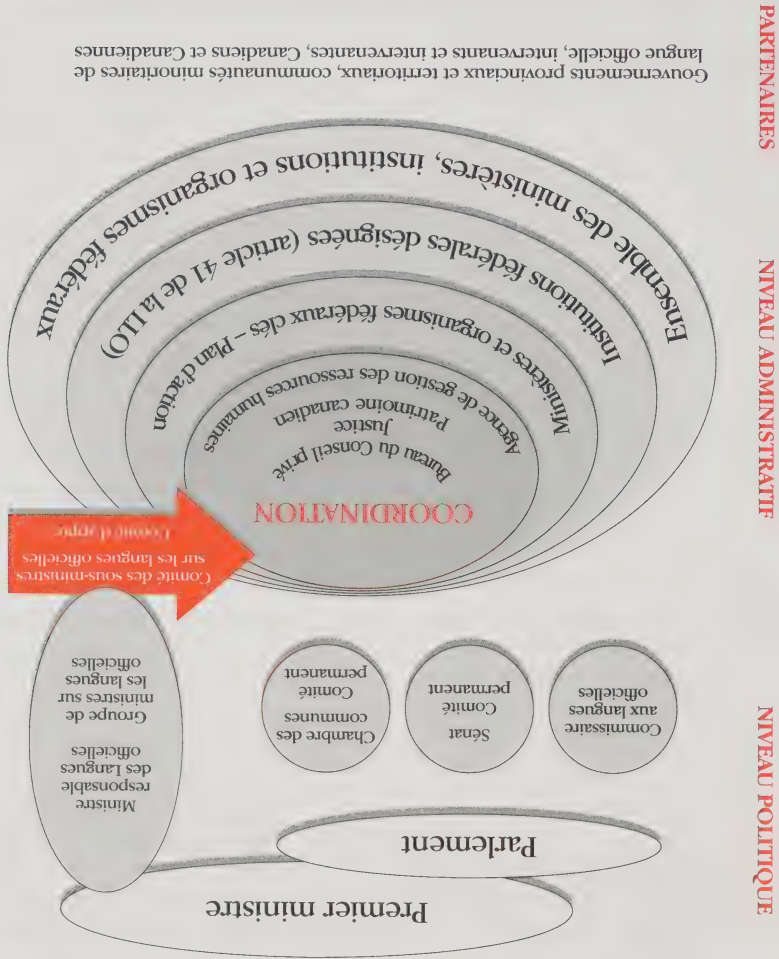 Premier ministre
Parlement
Ministre
responsable
des Langues
officielles
Groupe de
ministres sur
les langues
officielles
Chambre des
communes
Comité
permanent
Sénat
Comité
permanent
Commissaire
aux langues
officielles
Comité des sous-ministres
sur les langues officielles
Comité d'appui
COORDINATION
Bureau du Conseil privé
Justice
Patrimoine canadien
Agence de gestion des ressources humaines
Ministères et organismes fédéraux clés – Plan d'action
Institutions fédérales désignées (article 41 de la LLO)
Ensemble des ministères, institutions et organismes fédéraux
Gouvernements provinciaux et territoriaux, communautés minoritaires de
langue officielle, intervenants et intervenantes, Canadiens et Canadiennes
NIVEAU POLITIQUE
NIVEAU ADMINISTRATIF
PARTENAIRES